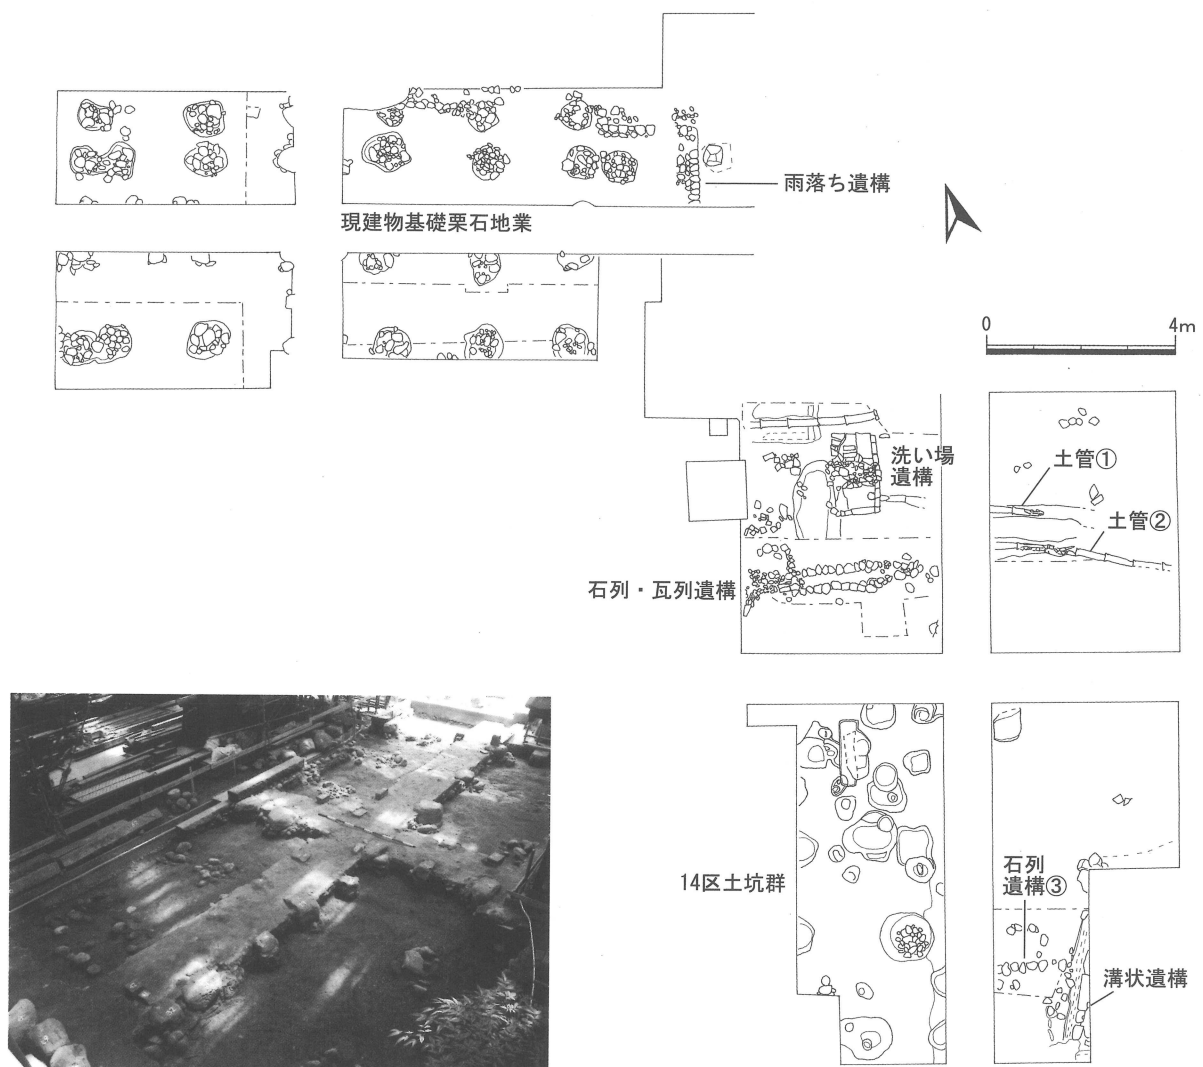 雨落ち遺構
現建物基礎栗石地業
0 4m
洗い場
遺構
土管①
土管②
石列・瓦列遺構
14区土坑群
石列
遺構③
溝状遺構